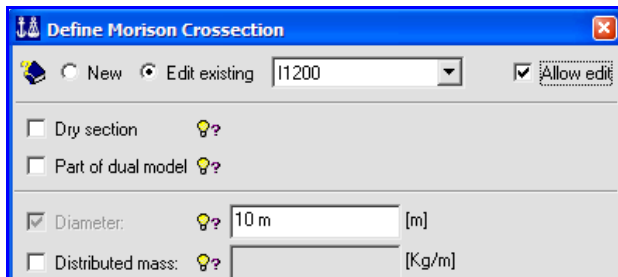 Define Morison Crossection
New Edit existing I1200 Allow edit
Dry section ?
Part of dual model ?
Diameter: ? 10 m [m]
Distributed mass: ? [Kg/m]